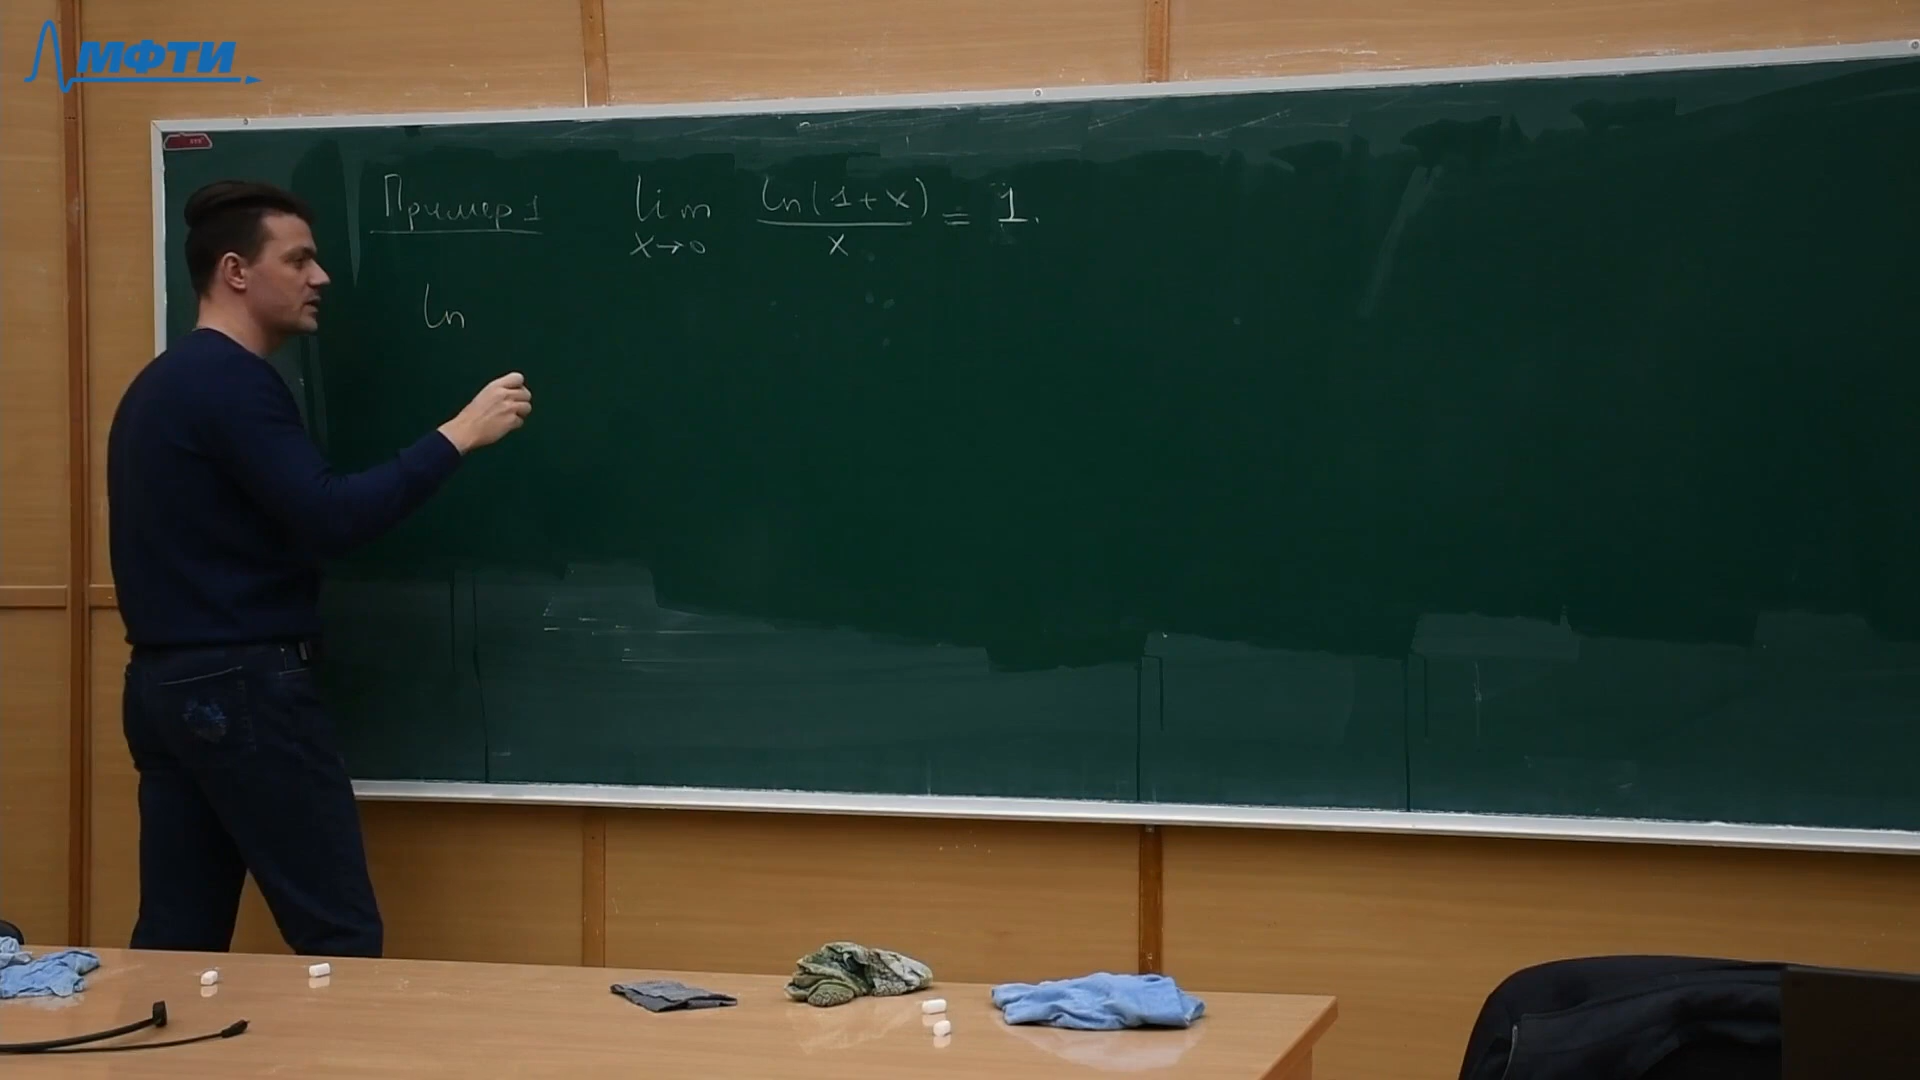 МФТИ
Пример 1 lim ln(1+x) = 1.
x→0 x
ln